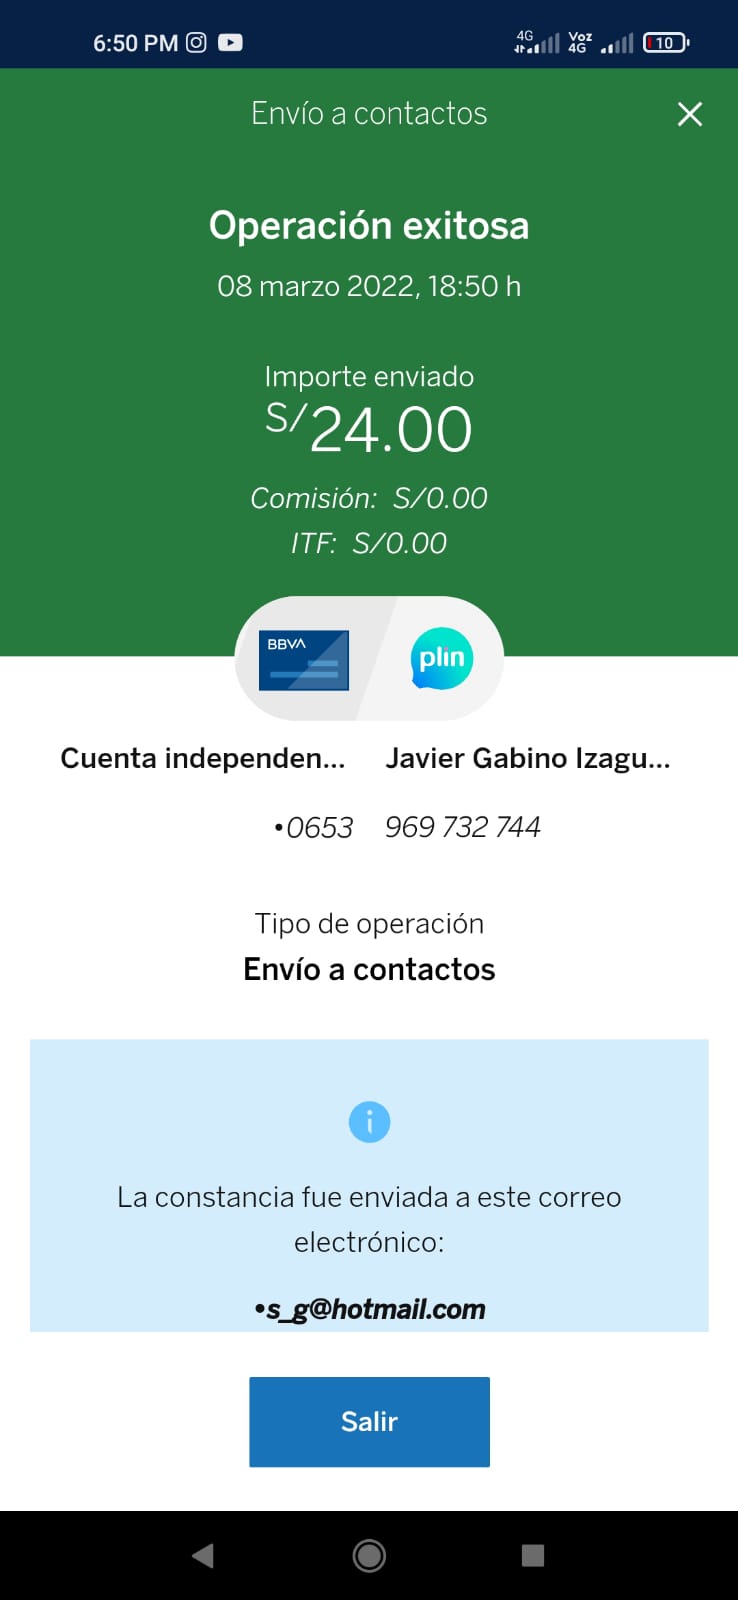 6:50 PM
4G
Voz
4G
10
Envío a contactos
Operación exitosa
08 marzo 2022, 18:50 h
Importe enviado
S/24.00
Comisión: S/0.00
ITF: S/0.00
BBVA
plin
Cuenta independen... Javier Gabino Izagu...
•0653 969 732 744
Tipo de operación
Envío a contactos
La constancia fue enviada a este correo
electrónico:
•s_g@hotmail.com
Salir